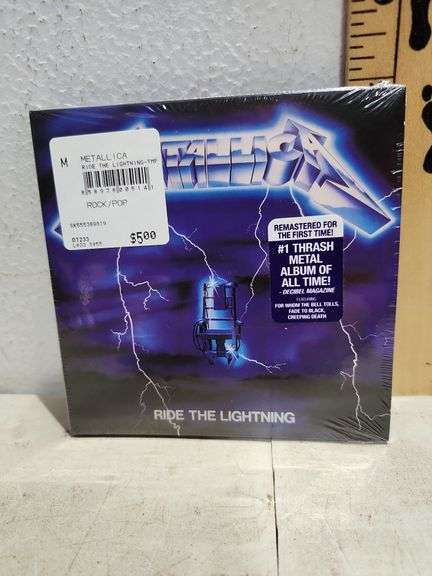 M METALLICA
RIDE THE LIGHTNING-TMP
ROCK/POP
$5.00
METALLICA
REMASTERED FOR
THE FIRST TIME!
#1 THRASH
METAL
ALBUM OF
ALL TIME!
- DECIBEL MAGAZINE
FEATURING
FOR WHOM THE BELL TOLLS,
FADE TO BLACK,
CREEPING DEATH
RIDE THE LIGHTNING